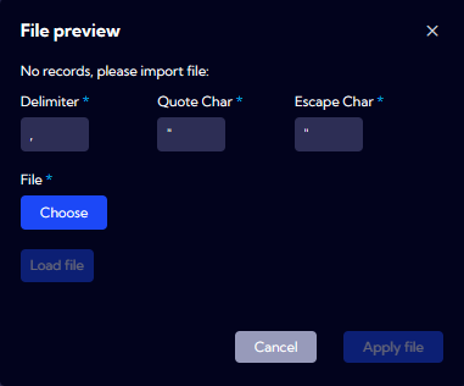 File preview
No records, please import file:
Delimiter * Quote Char * Escape Char *
, " "
File *
Choose
Load file
Cancel Apply file